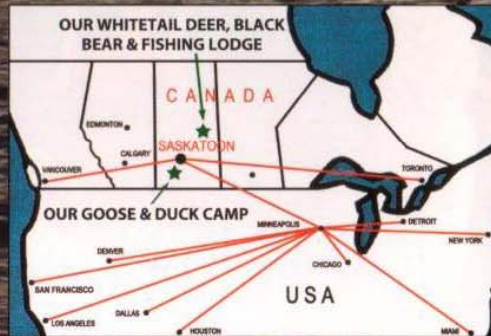 OUR WHITETAIL DEER, BLACK
BEAR & FISHING LODGE
CANADA
EDMONTON
SASKATOON
CALGARY
VANCOUVER
TORONTO
OUR GOOSE & DUCK CAMP
MINNEAPOLIS
DETROIT
NEW YORK
DENVER
CHICAGO
SAN FRANCISCO
USA
DALLAS
LOS ANGELES
HOUSTON
MIAMI